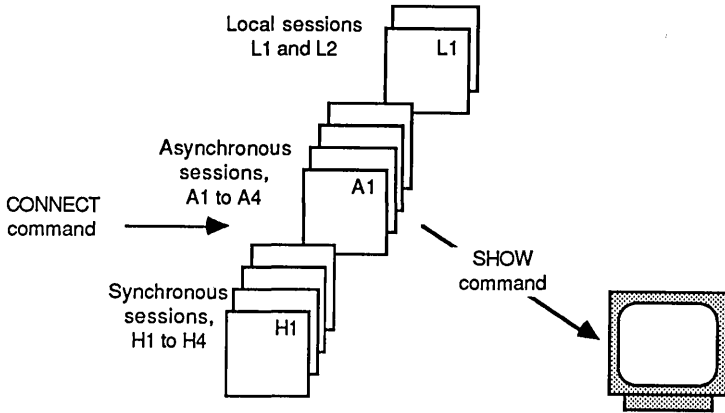 Local sessions
L1 and L2
L1
Asynchronous
sessions,
A1 to A4
A1
CONNECT
command
SHOW
command
Synchronous
sessions,
H1 to H4
H1